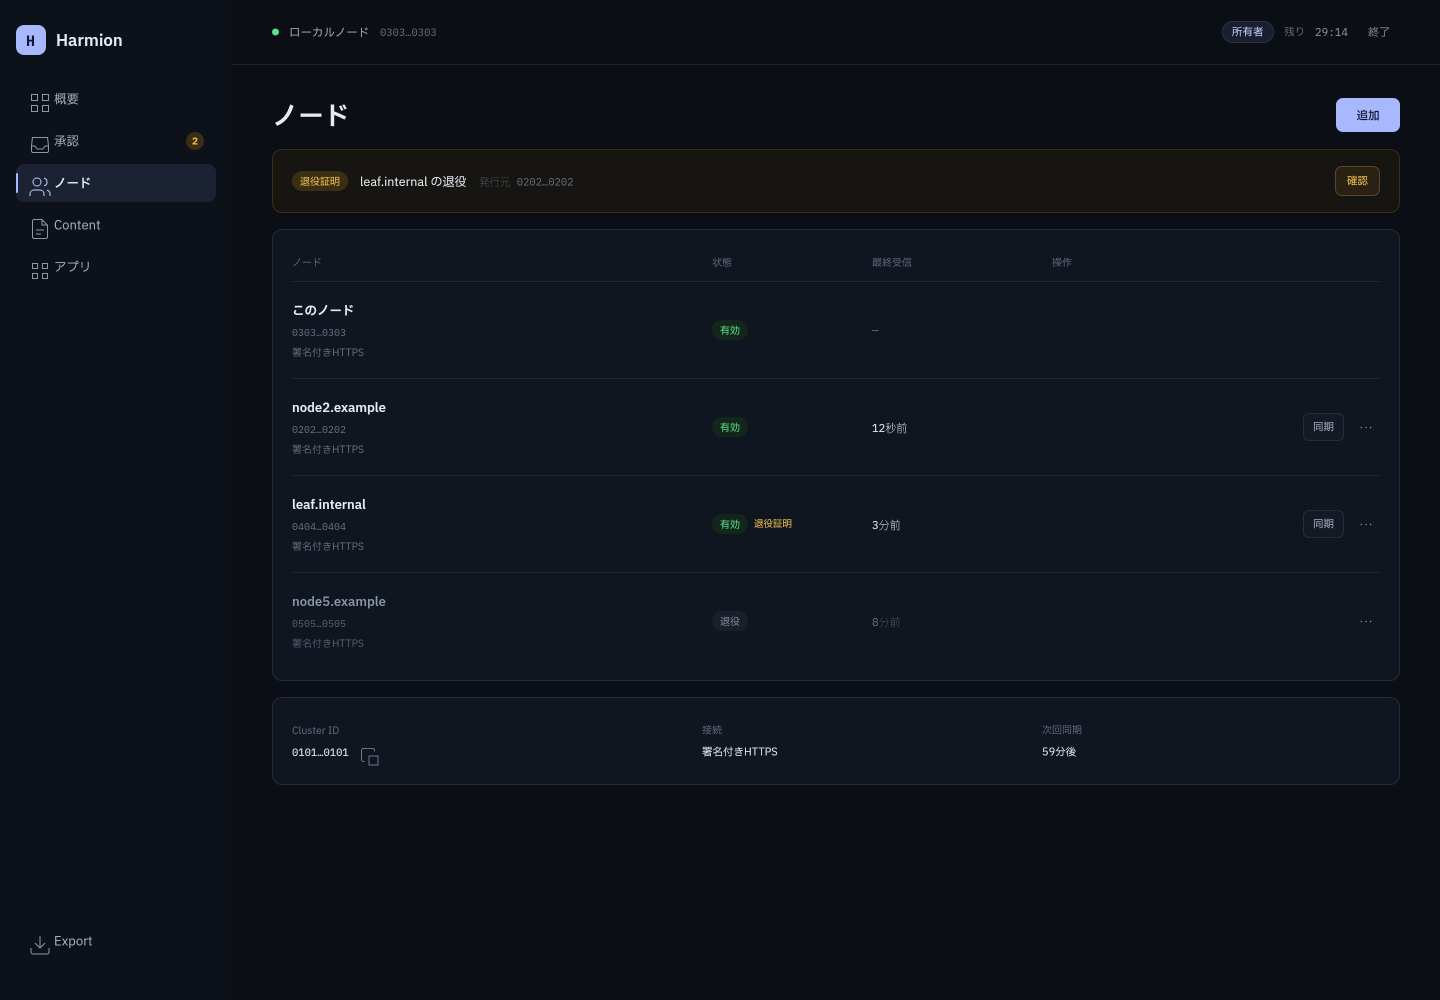 H Harmion
概要
承認 2
ノード
Content
アプリ
Export
ローカルノード 0303…0303
所有者 残り 29:14 終了
ノード
追加
退役証明 leaf.internal の退役 発行元 0202…0202 確認
ノード 状態 最終受信 操作
このノード
0303…0303
署名付きHTTPS
有効 —
node2.example
0202…0202
署名付きHTTPS
有効 12秒前 同期 ···
leaf.internal
0404…0404
署名付きHTTPS
有効 退役証明 3分前 同期 ···
node5.example
0505…0505
署名付きHTTPS
退役 8分前 ···
Cluster ID 接続 次回同期
0101…0101 署名付きHTTPS 59分後